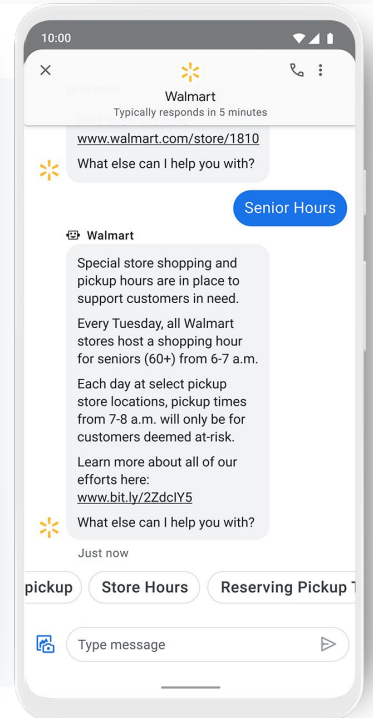 10:00
Walmart
Typically responds in 5 minutes
www.walmart.com/store/1810
What else can I help you with?
Senior Hours
Walmart
Special store shopping and
pickup hours are in place to
support customers in need.
Every Tuesday, all Walmart
stores host a shopping hour
for seniors (60+) from 6-7 a.m.
Each day at select pickup
store locations, pickup times
from 7-8 a.m. will only be for
customers deemed at-risk.
Learn more about all of our
efforts here:
www.bit.ly/2ZdcIY5
What else can I help you with?
Just now
pickup
Store Hours
Reserving Pickup
Type message